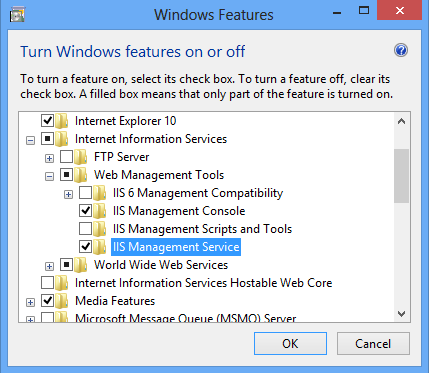 Windows Features
Turn Windows features on or off
To turn a feature on, select its check box. To turn a feature off, clear its
check box. A filled box means that only part of the feature is turned on.
Internet Explorer 10
Internet Information Services
FTP Server
Web Management Tools
IIS 6 Management Compatibility
IIS Management Console
IIS Management Scripts and Tools
IIS Management Service
World Wide Web Services
Internet Information Services Hostable Web Core
Media Features
Microsoft Message Queue (MSMQ) Server
OK
Cancel